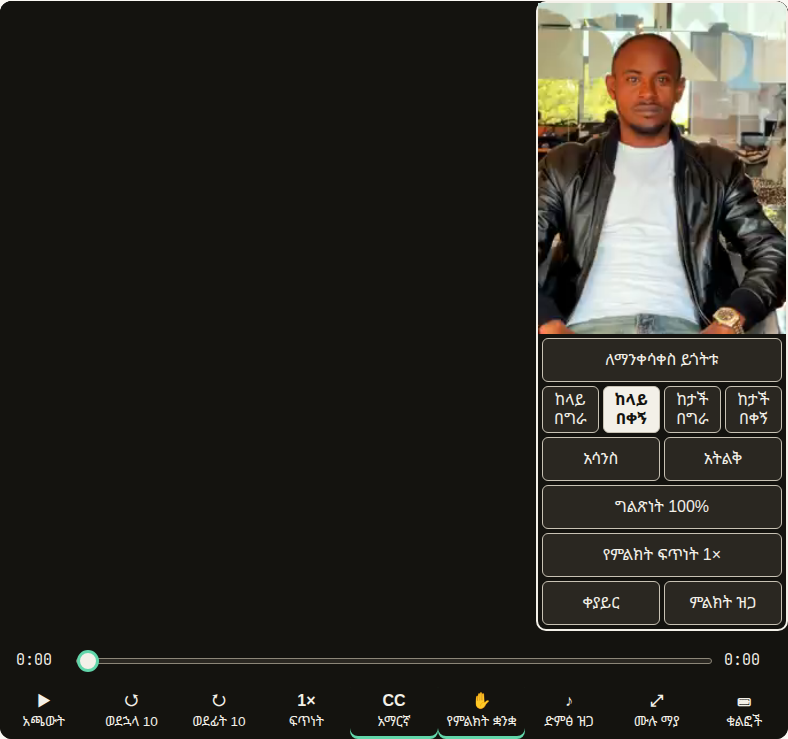 ለማንቀሳቀስ ይጎትቱ
ከላይ በግራ
ከላይ በቀኝ
ከታች በግራ
ከታች በቀኝ
አሳንስ
አትልቅ
ግልጽነት 100%
የምልክት ፍጥነት 1×
ቀያይር
ምልክት ዝጋ
0:00
0:00
አጫውት
ወደኋላ 10
ወደፊት 10
1×
ፍጥነት
CC
አማርኛ
የምልክት ቋንቋ
ድምፅ ዝጋ
ሙሉ ማያ
ቁልፎች